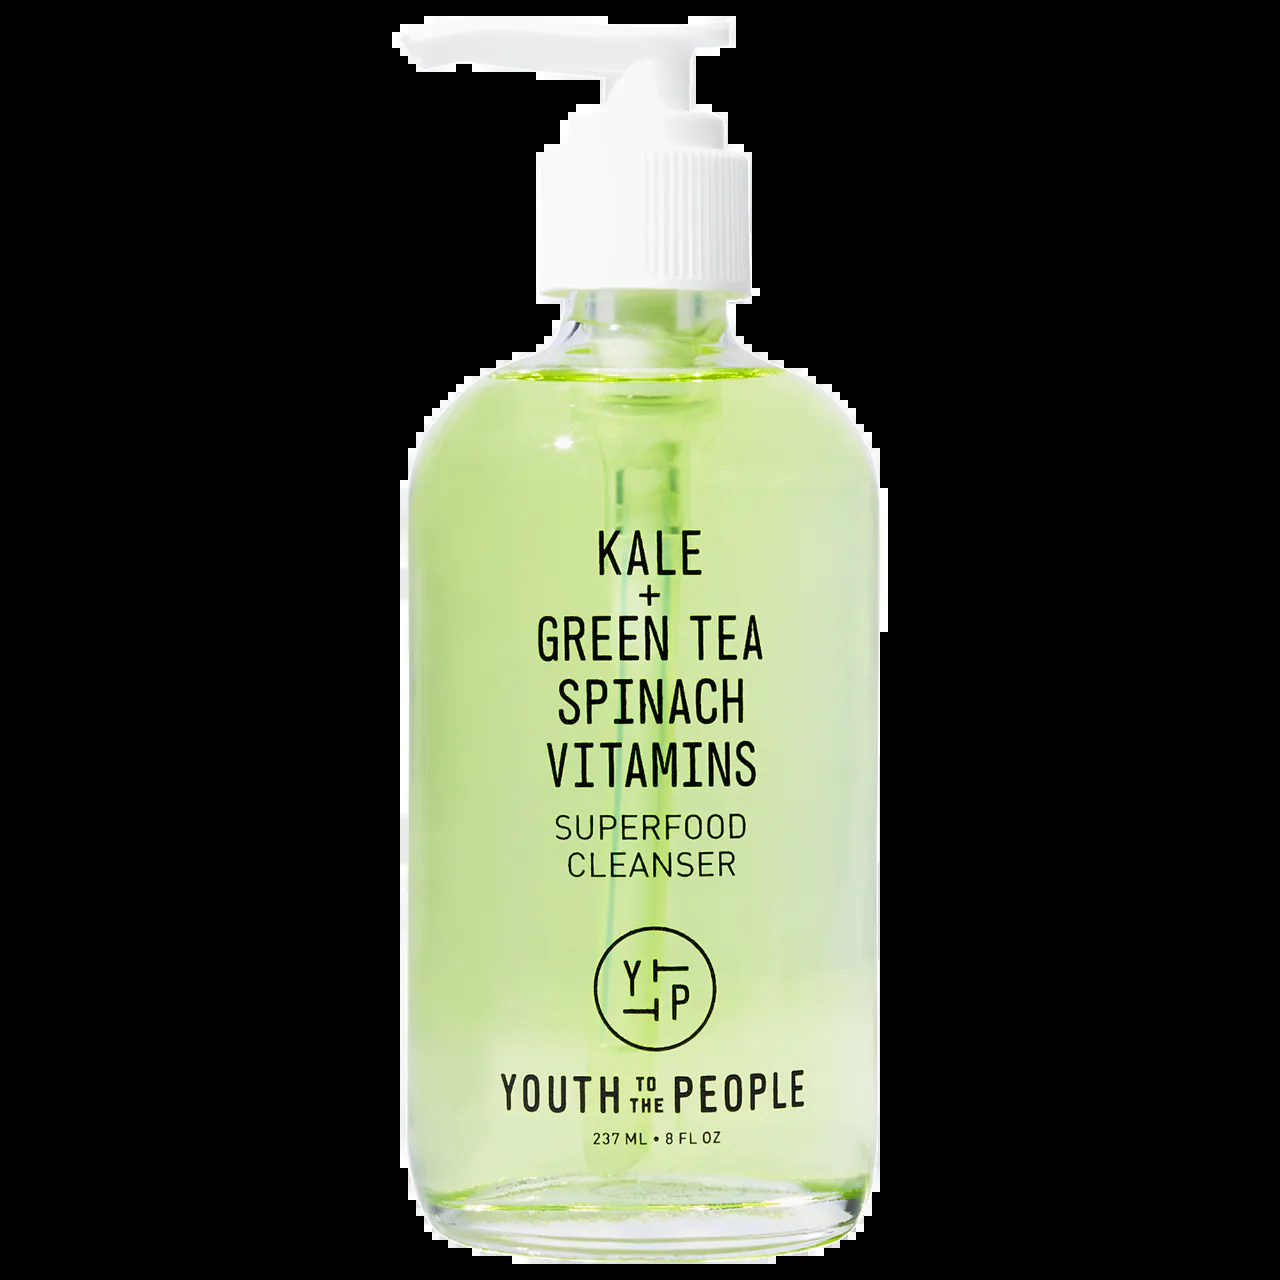 KALE
+
GREEN TEA
SPINACH
VITAMINS
SUPERFOOD
CLEANSER
YTTP
YOUTH TO THE PEOPLE
237 ML • 8 FL OZ